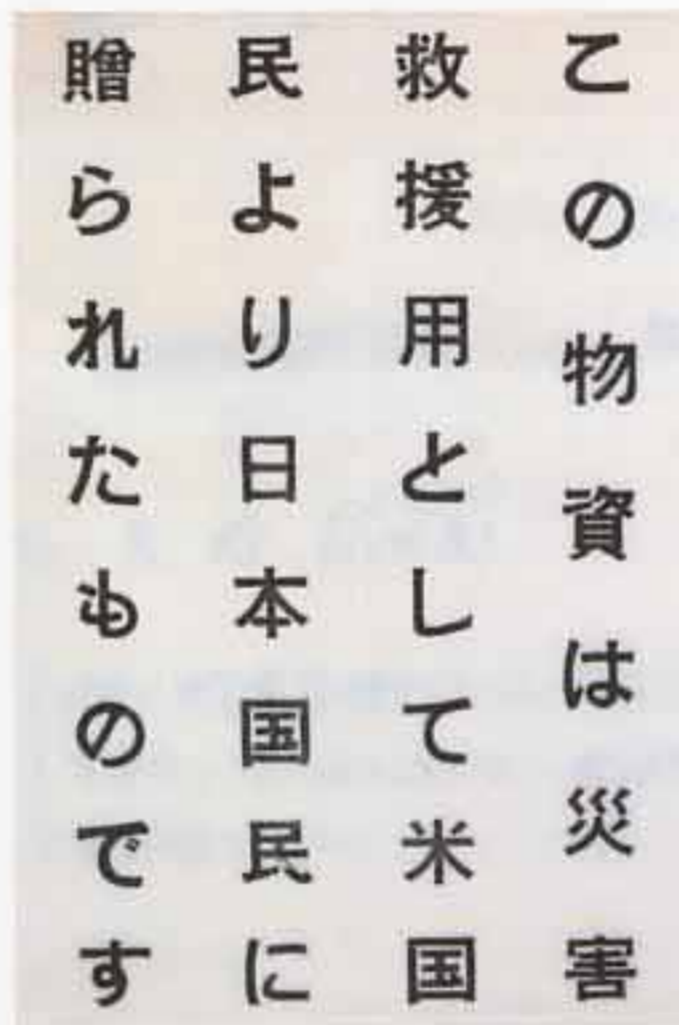 この物資は災害
救援用として米国
民より日本国民に
贈られたものです